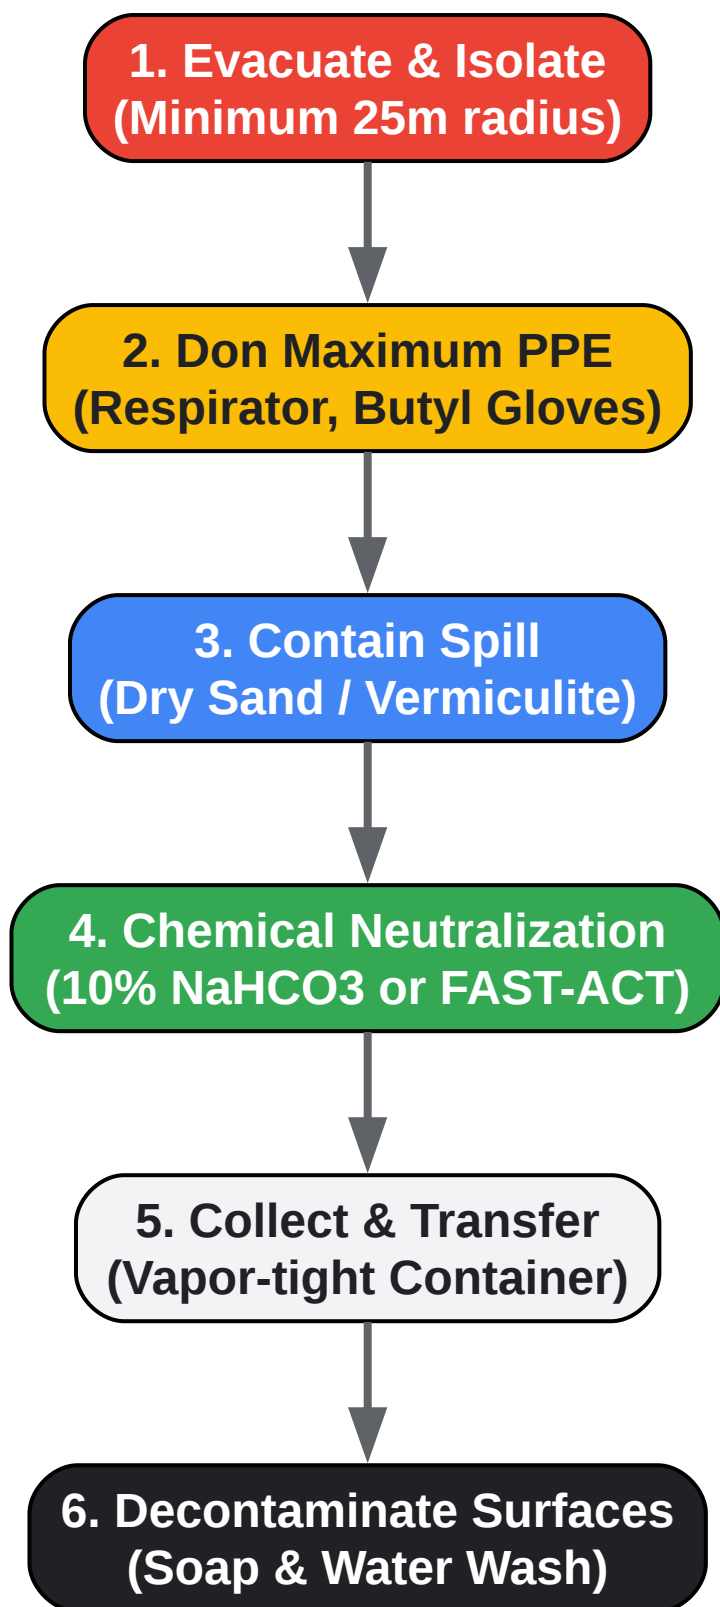 1. Evacuate & Isolate
(Minimum 25m radius)
2. Don Maximum PPE
(Respirator, Butyl Gloves)
3. Contain Spill
(Dry Sand / Vermiculite)
4. Chemical Neutralization
(10% NaHCO3 or FAST-ACT)
5. Collect & Transfer
(Vapor-tight Container)
6. Decontaminate Surfaces
(Soap & Water Wash)